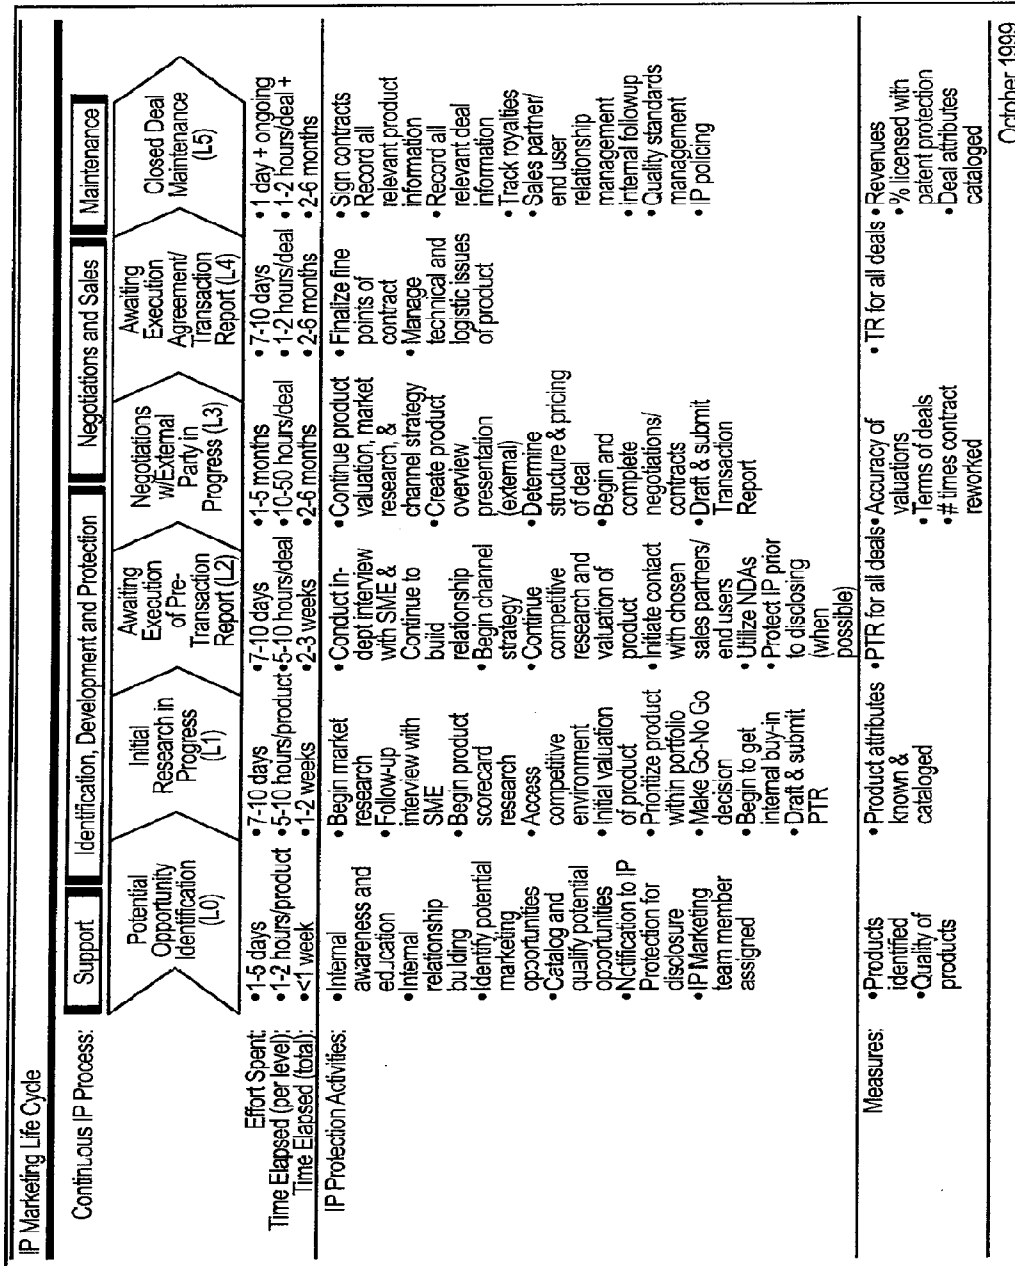 IP Marketing Life Cycle
Continuous IP Process:
Support
Identification, Development and Protection
Negotiations and Sales
Maintenance
Potential
Opportunity
Identification
(L0)
Initial
Research in
Progress
(L1)
Awaiting
Execution
of Pre-
Transaction
Report (L2)
Negotiations
w/External
Party in
Progress (L3)
Awaiting
Execution
Agreement/
Transaction
Report (L4)
Closed Deal
Maintenance
(L5)
Effort Spent:
Time Elapsed (per level):
Time Elapsed (total):
•1-5 days
•1-2 hours/product
•<1 week
•7-10 days
•5-10 hours/product
•1-2 weeks
•7-10 days
•5-10 hours/deal
•2-3 weeks
•1-5 months
•10-50 hours/deal
•2-6 months
•7-10 days
•1-2 hours/deal
•2-6 months
•1 day + ongoing
•1-2 hours/deal +
•2-6 months
IP Protection Activities:
•Internal
awareness and
education
•Internal
relationship
building
•Identify potential
marketing
opportunities
•Catalog and
qualify potential
opportunities
•Notification to IP
Protection for
disclosure
•IP Marketing
team member
assigned
•Begin market
research
•Follow-up
interview with
SME
•Begin product
scorecard
research
•Access
competitive
environment
•Initial valuation
of product
•Prioritize product
within portfolio
•Make Go-No Go
decision
•Begin to get
internal buy-in
•Draft & submit
PTR
•Conduct in-
dept interview
with SME &
Continue to
build
relationship
•Begin channel
strategy
•Continue
competitive
research and
valuation of
product
•Initiate contact
with chosen
sales partners/
end users
•Utilize NDAs
•Protect IP prior
to disclosing
(when
possible)
•Continue product
valuation, market
research, &
channel strategy
•Create product
overview
presentation
(external)
•Determine
structure & pricing
of deal
•Begin and
complete
negotiations/
contracts
•Draft & submit
Transaction
Report
•Finalize fine
points of
contract
•Manage
technical and
logistic issues
of product
•Sign contracts
•Record all
relevant product
information
•Record all
relevant deal
information
•Track royalties
•Sales partner/
end user
relationship
management
•Internal followup
•Quality standards
management
•IP policing
Measures:
•Products
identified
•Quality of
products
•Product attributes
known &
cataloged
•PTR for all deals
•Accuracy of
valuations
•Terms of deals
•# times contract
reworked
•TR for all deals
•Revenues
•% licensed with
patent protection
•Deal attributes
cataloged
October 1999